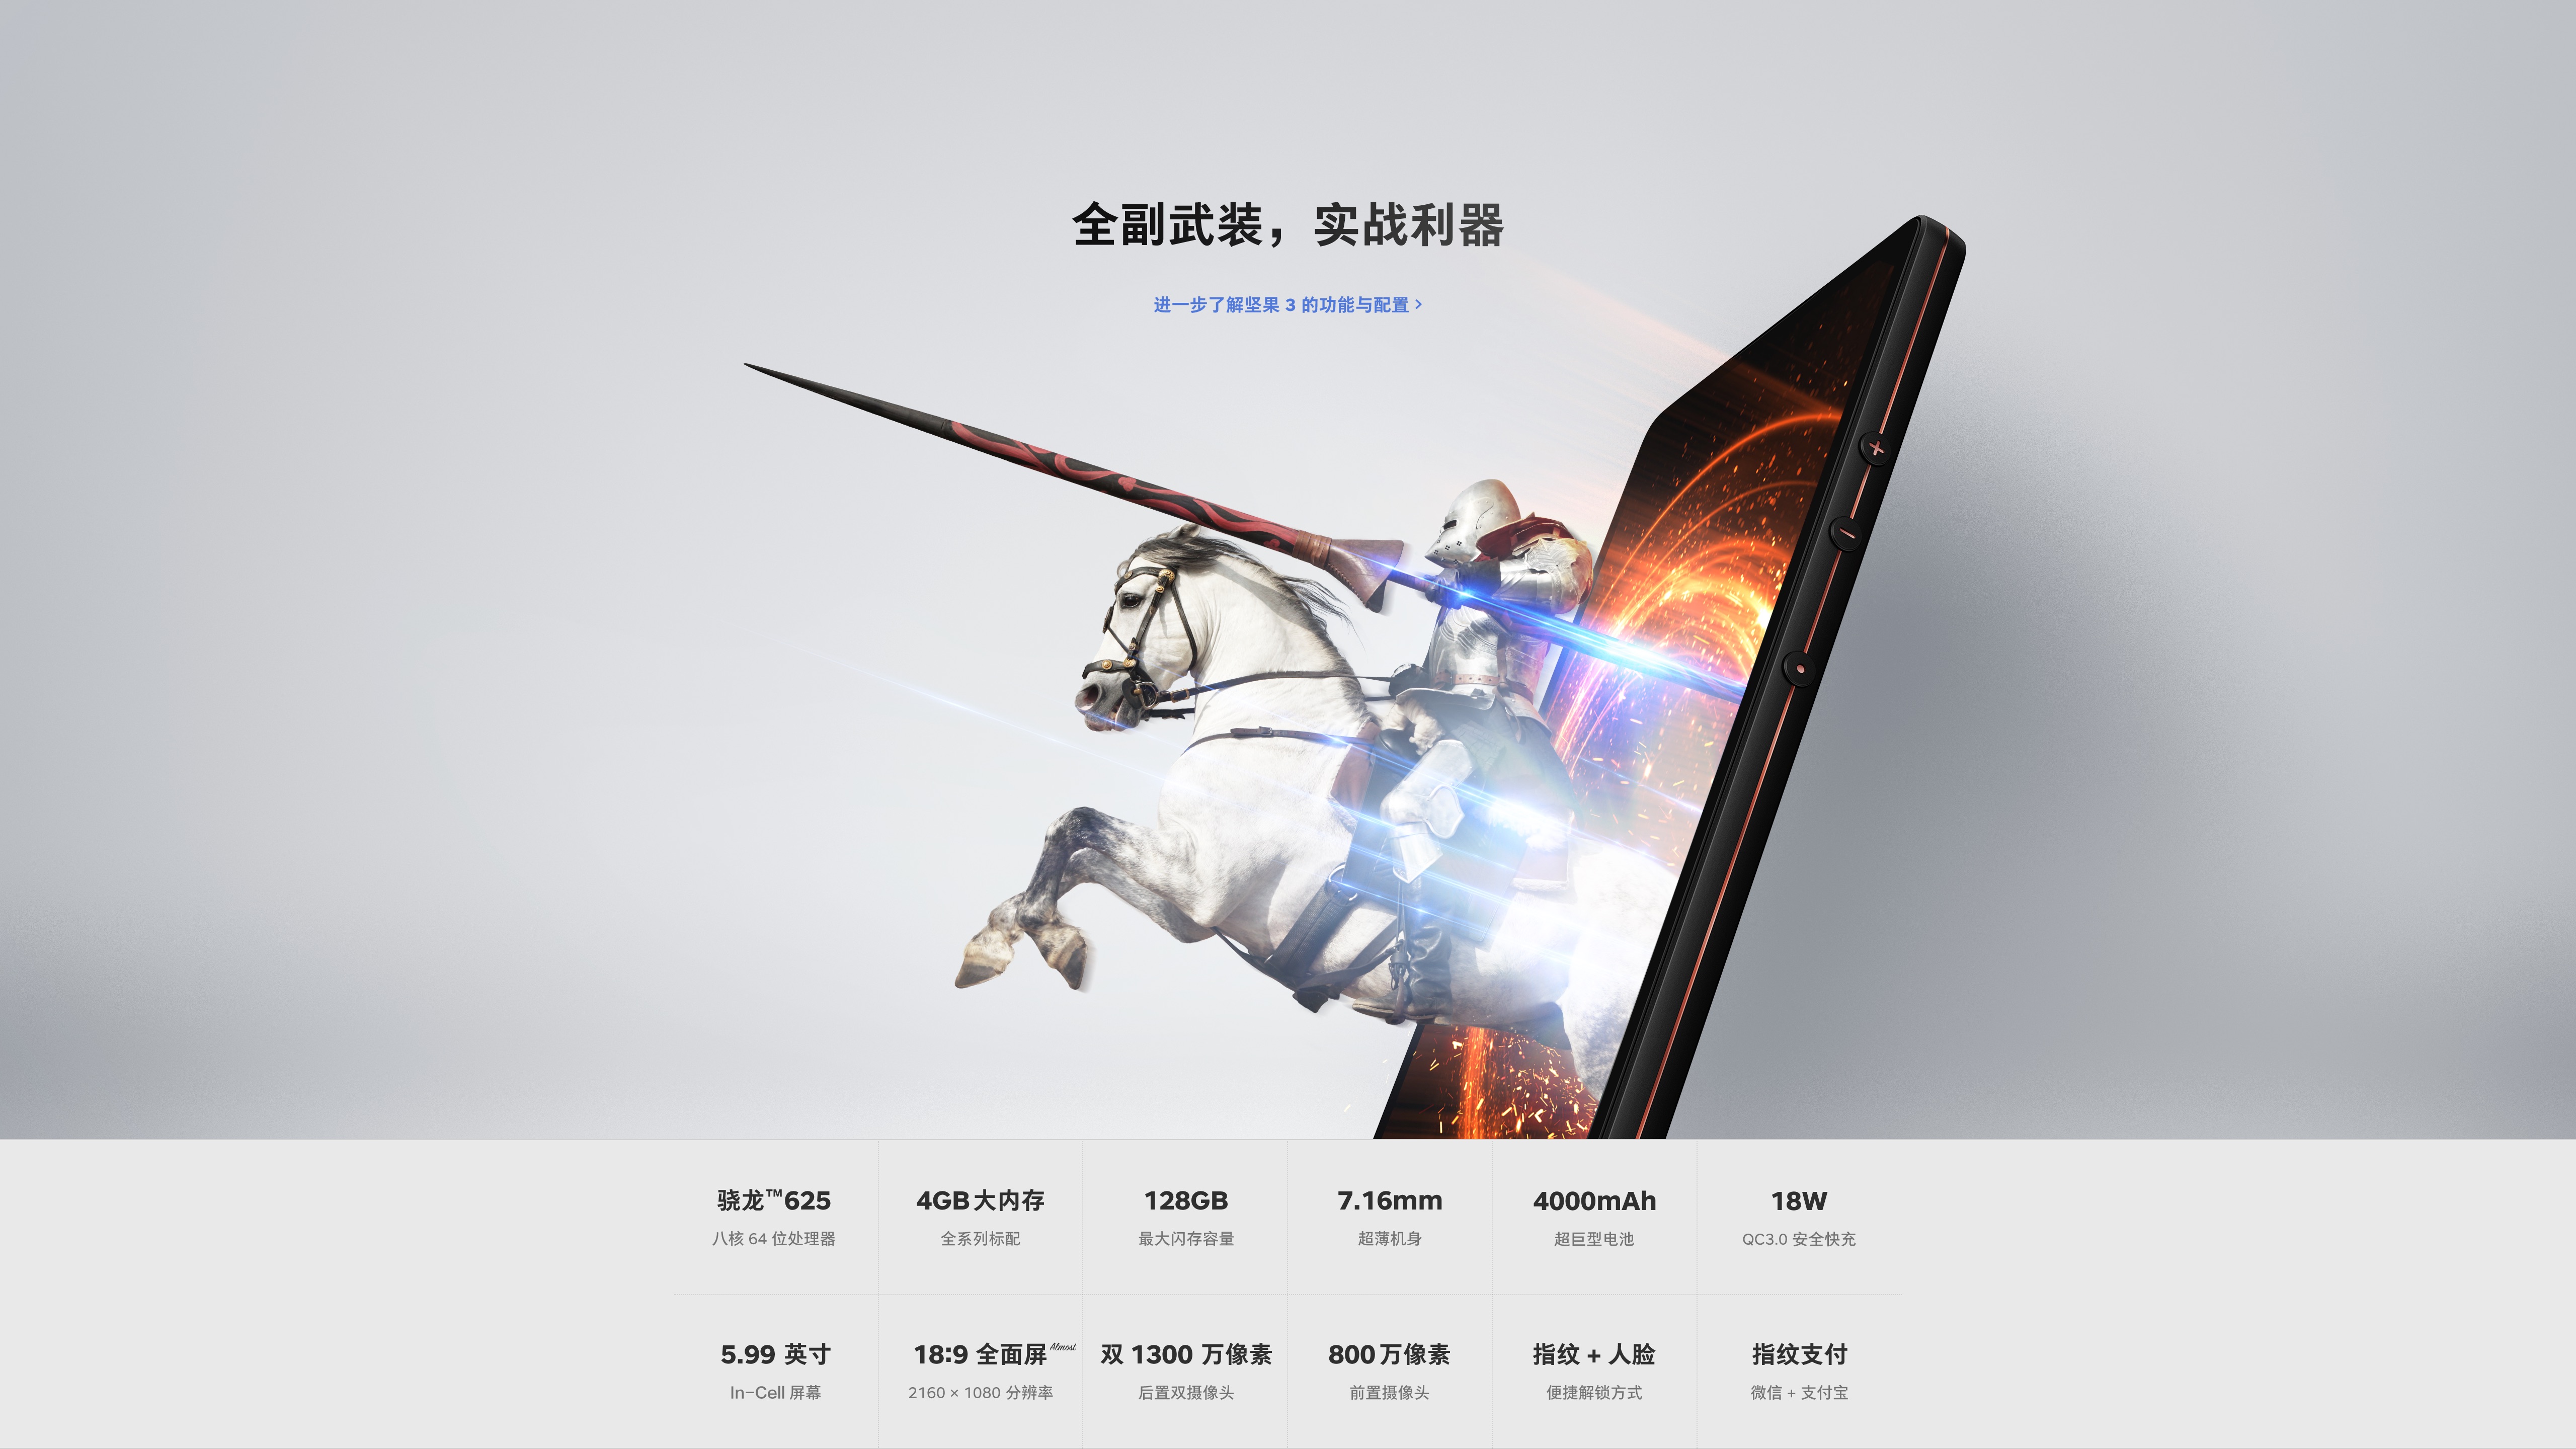 全副武装，实战利器
进一步了解坚果 3 的功能与配置 >
骁龙™625
八核 64 位处理器
4GB 大内存
全系列标配
128GB
最大闪存容量
7.16mm
超薄机身
4000mAh
超巨型电池
18W
QC3.0 安全快充
5.99 英寸
In-Cell 屏幕
18:9 全面屏 Almost
2160 × 1080 分辨率
双 1300 万像素
后置双摄像头
800 万像素
前置摄像头
指纹 + 人脸
便捷解锁方式
指纹支付
微信 + 支付宝